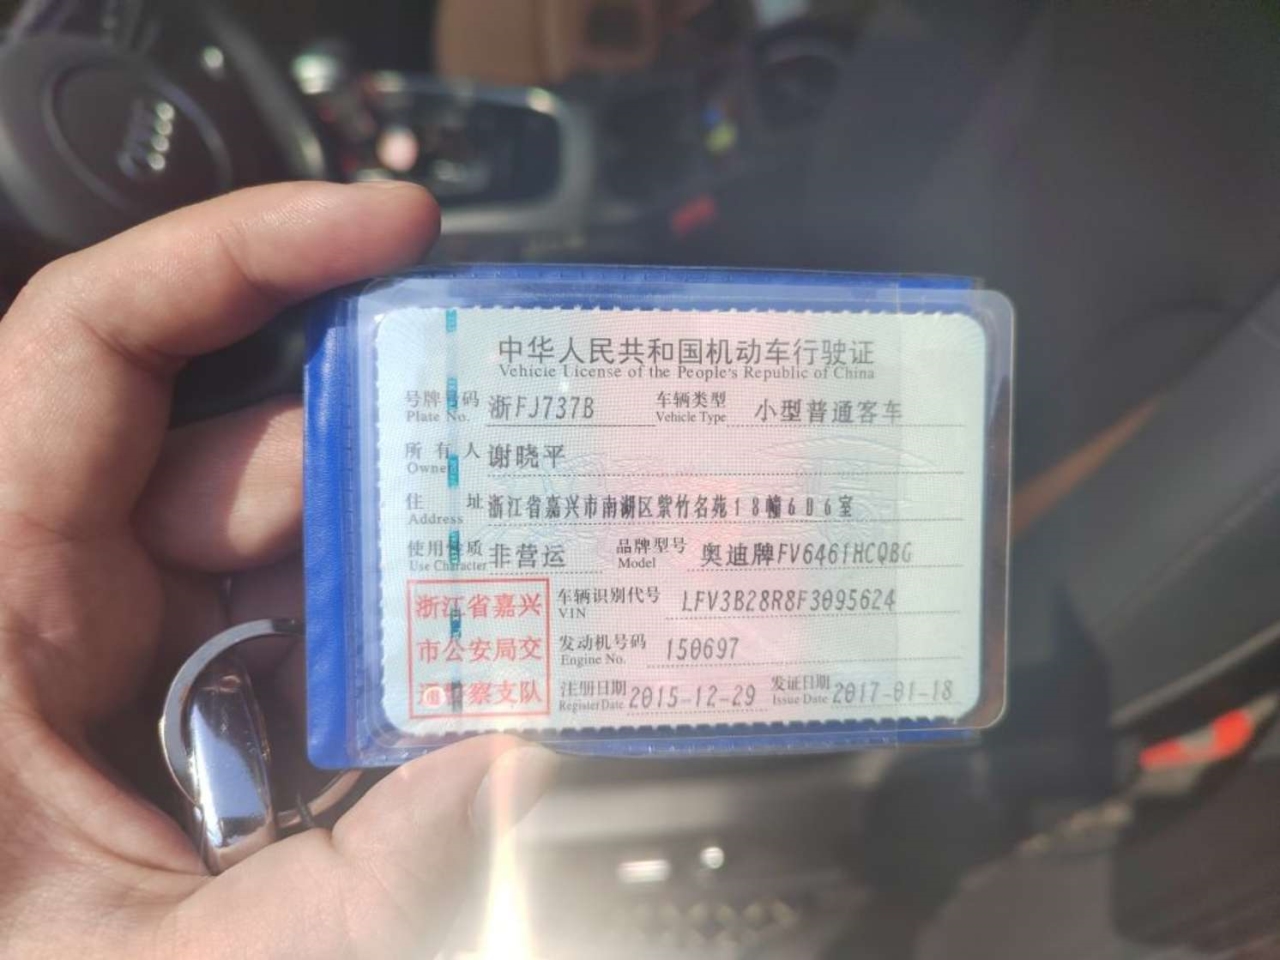 中华人民共和国机动车行驶证
Vehicle License of the People's Republic of China
号牌号码 浙FJ737B 车辆类型 小型普通客车
Plate No. Vehicle Type
所有人 谢晓平
Owner
住址 浙江省嘉兴市南湖区紫竹名苑18幢606室
Address
使用性质 非营运 品牌型号 奥迪牌FV6461HCQBG
Use Character Model
浙江省嘉兴 车辆识别代号 LFV3B28R8F3095624
VIN
市公安局交 发动机号码 150697
Engine No.
通警察支队 注册日期 2015-12-29 发证日期 2017-01-18
Register Date Issue Date